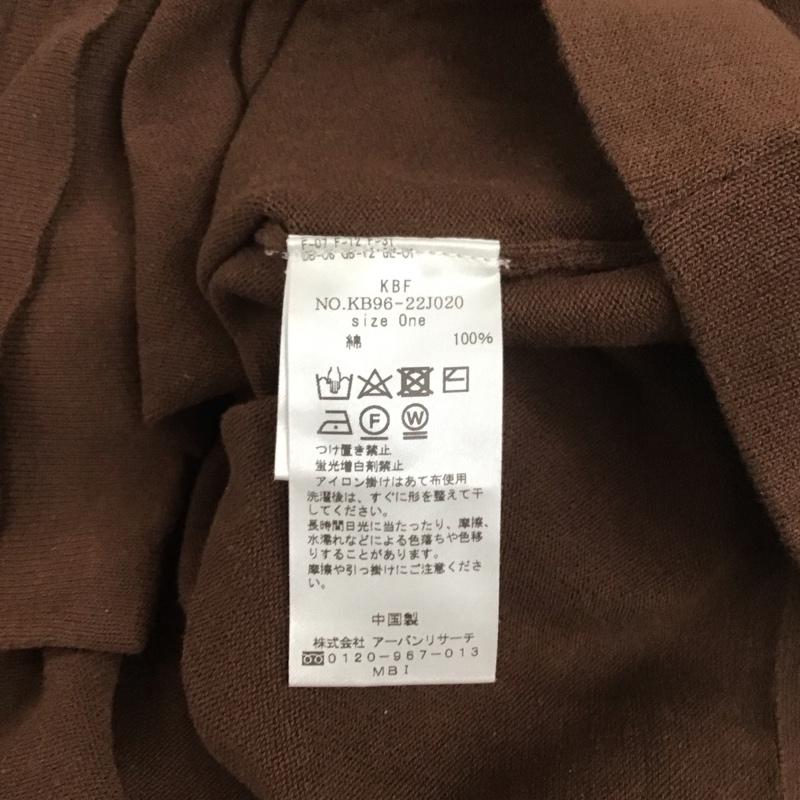 KBF
NO.KB96-22J020
size One
綿 100%
F W
つけ置き禁止
蛍光増白剤禁止
アイロン掛けはあて布使用
洗濯後は、すぐに形を整えて干
してください。
長時間日光に当たったり、摩擦、
水濡れなどによる色落ちや色移
りすることがあります。
摩擦や引っ掛けにご注意くださ
い。
中国製
株式会社 アーバンリサーチ
0120-967-013
MBI